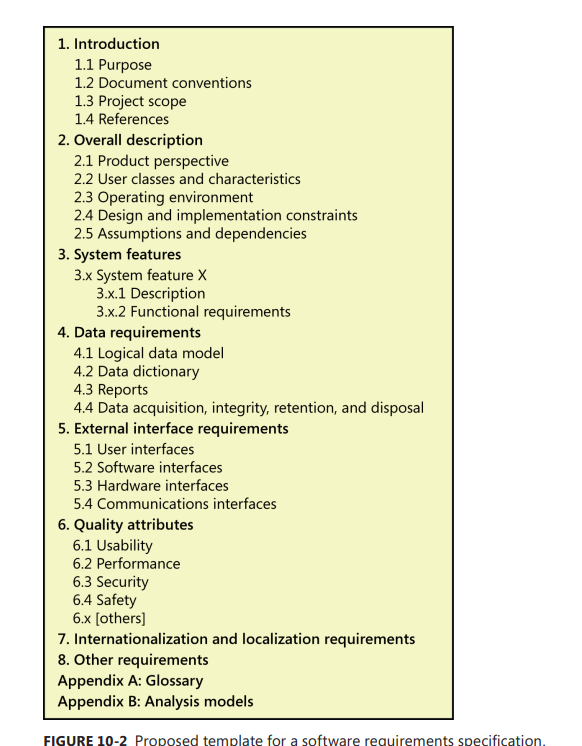 1. Introduction
1.1 Purpose
1.2 Document conventions
1.3 Project scope
1.4 References
2. Overall description
2.1 Product perspective
2.2 User classes and characteristics
2.3 Operating environment
2.4 Design and implementation constraints
2.5 Assumptions and dependencies
3. System features
3.x System feature X
3.x.1 Description
3.x.2 Functional requirements
4. Data requirements
4.1 Logical data model
4.2 Data dictionary
4.3 Reports
4.4 Data acquisition, integrity, retention, and disposal
5. External interface requirements
5.1 User interfaces
5.2 Software interfaces
5.3 Hardware interfaces
5.4 Communications interfaces
6. Quality attributes
6.1 Usability
6.2 Performance
6.3 Security
6.4 Safety
6.x [others]
7. Internationalization and localization requirements
8. Other requirements
Appendix A: Glossary
Appendix B: Analysis models
FIGURE 10-2 Proposed template for a software requirements specification.